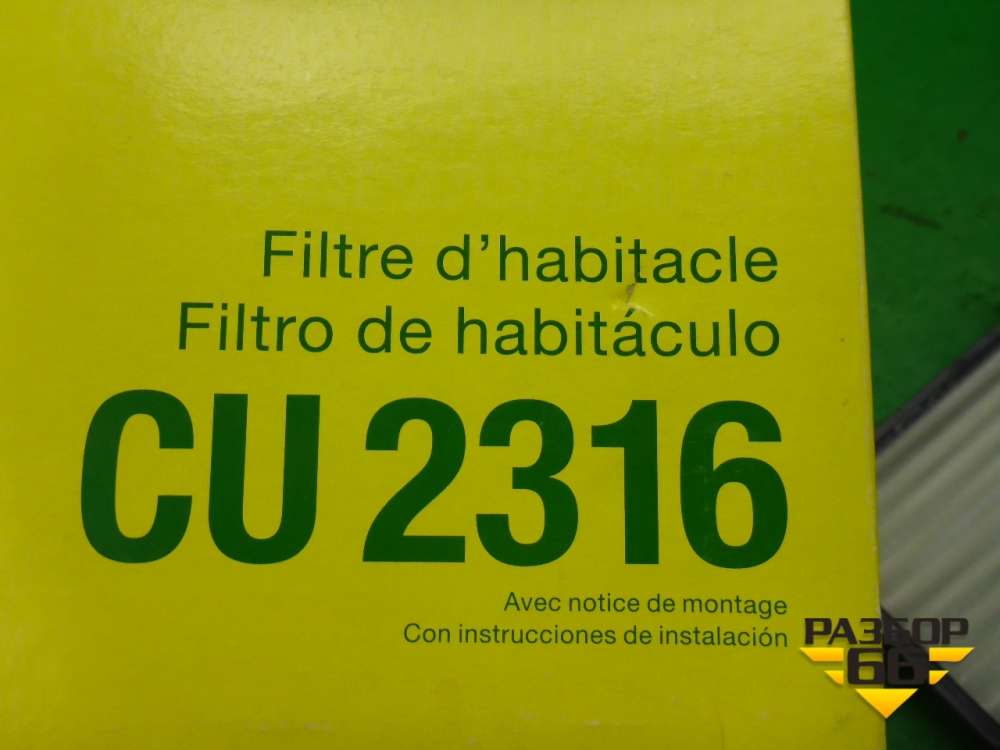 Filtre d'habitacle
Filtro de habitáculo
CU 2316
Avec notice de montage
Con instrucciones de instalación
РАЗБОР
66